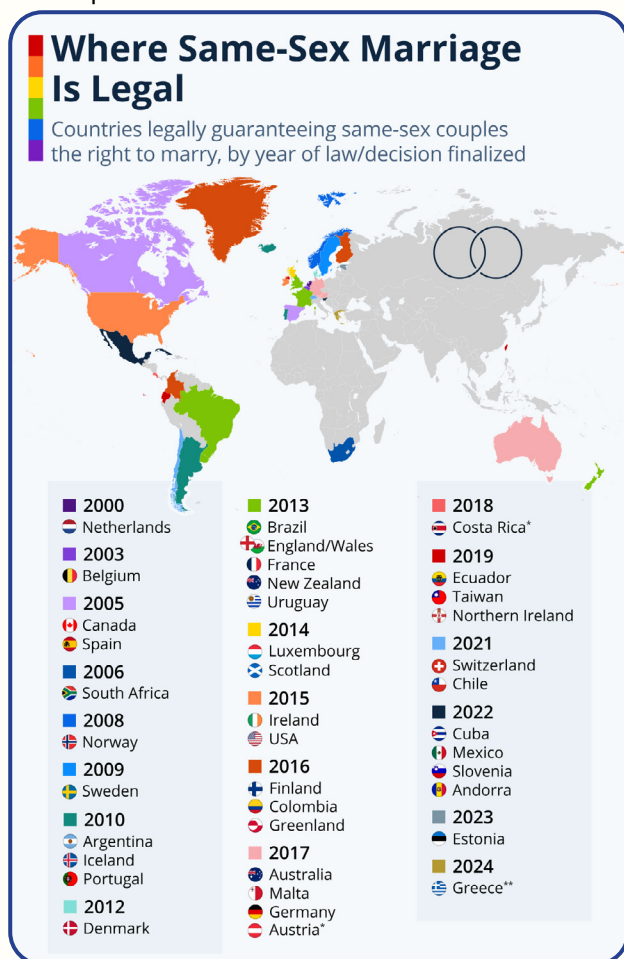 Where Same-Sex Marriage
Is Legal
Countries legally guaranteeing same-sex couples
the right to marry, by year of law/decision finalized
2000
Netherlands
2003
Belgium
2005
Canada
Spain
2006
South Africa
2008
Norway
2009
Sweden
2010
Argentina
Iceland
Portugal
2012
Denmark
2013
Brazil
England/Wales
France
New Zealand
Uruguay
2014
Luxembourg
Scotland
2015
Ireland
USA
2016
Finland
Colombia
Greenland
2017
Australia
Malta
Germany
Austria*
2018
Costa Rica*
2019
Ecuador
Taiwan
Northern Ireland
2021
Switzerland
Chile
2022
Cuba
Mexico
Slovenia
Andorra
2023
Estonia
2024
Greece**